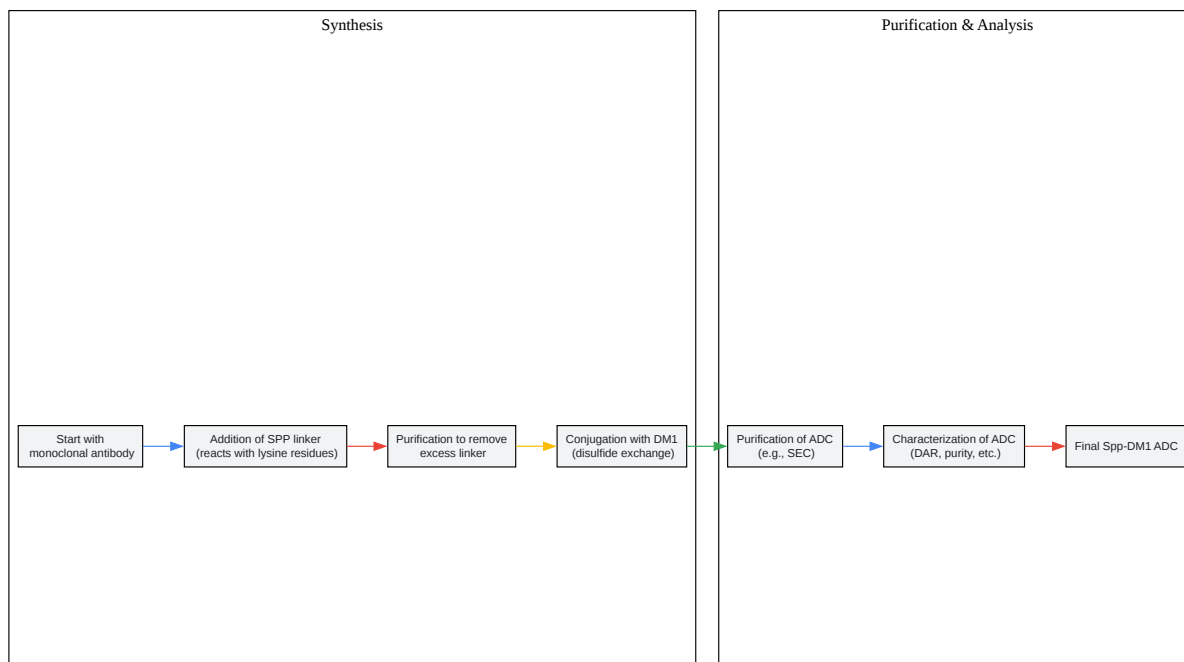 Synthesis
Purification & Analysis
Start with
monoclonal antibody
Addition of SPP linker
(reacts with lysine residues)
Purification to remove
excess linker
Conjugation with DM1
(disulfide exchange)
Purification of ADC
(e.g., SEC)
Characterization of ADC
(DAR, purity, etc.)
Final Spp-DM1 ADC